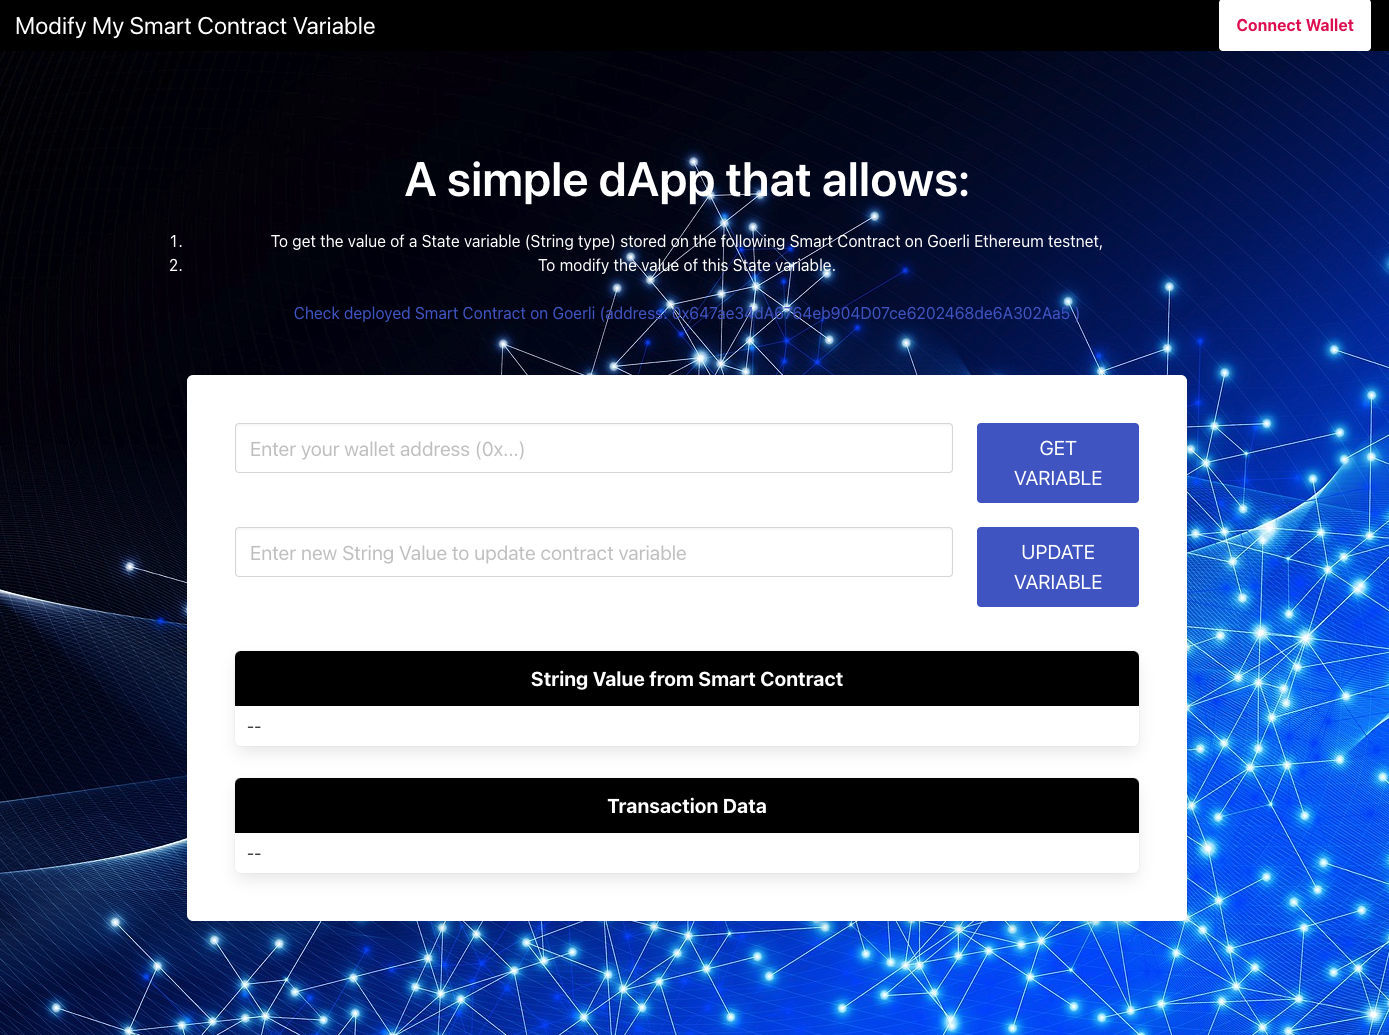 Modify My Smart Contract Variable
Connect Wallet
A simple dApp that allows:
1. To get the value of a State variable (String type) stored on the following Smart Contract on Goerli Ethereum testnet,
2. To modify the value of this State variable.
Check deployed Smart Contract on Goerli (address:
Enter your wallet address (0x...)
GET
VARIABLE
Enter new String Value to update contract variable
UPDATE
VARIABLE
String Value from Smart Contract
--
Transaction Data
--